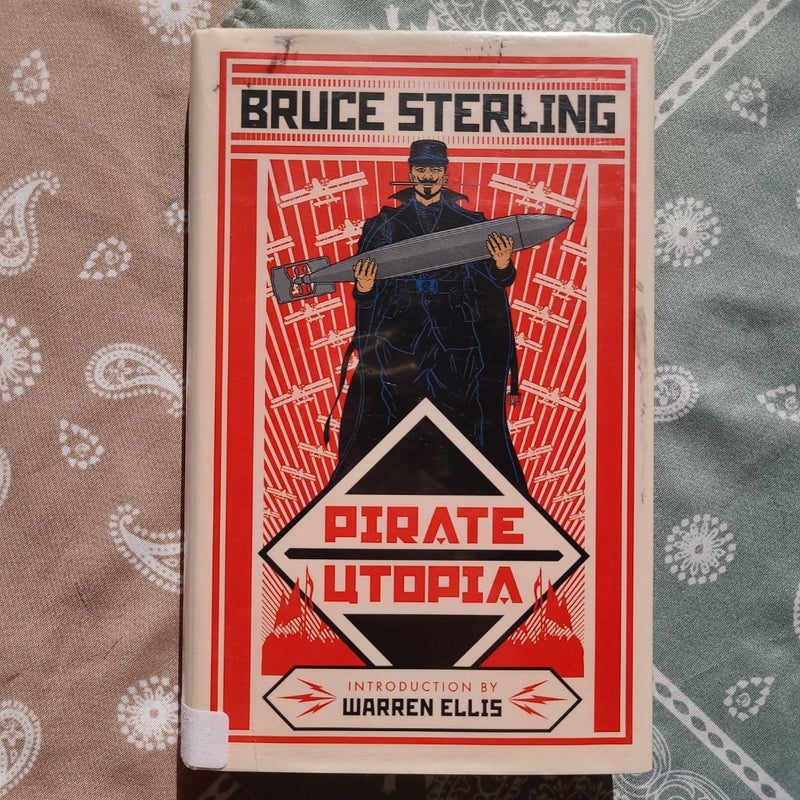 BRUCE STERLING
PIRATE
UTOPIA
INTRODUCTION BY
WARREN ELLIS